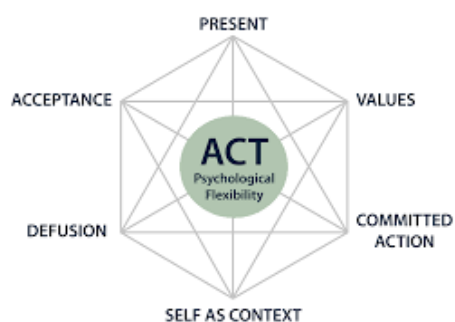 PRESENT
ACCEPTANCE
VALUES
ACT
Psychological
Flexibility
DEFUSION
COMMITTED
ACTION
SELF AS CONTEXT